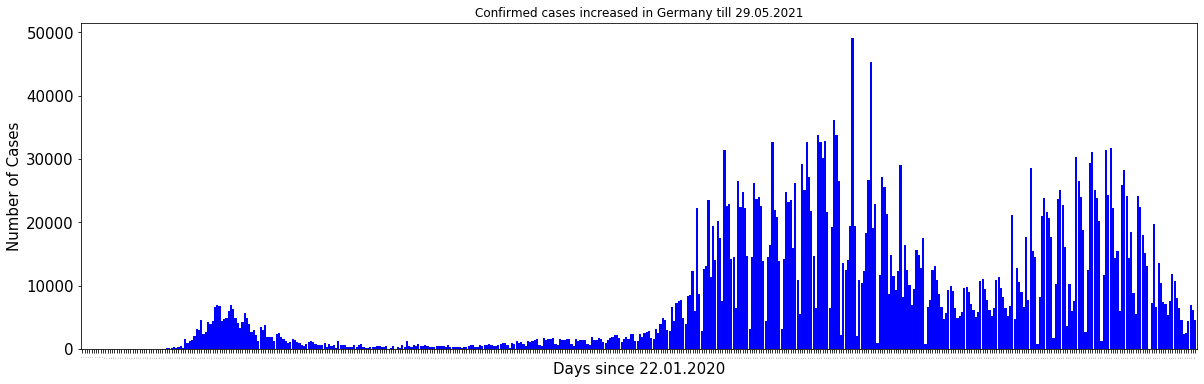 Confirmed cases increased in Germany till 29.05.2021
50000
40000
30000
20000
10000
0
Number of Cases
Days since 22.01.2020